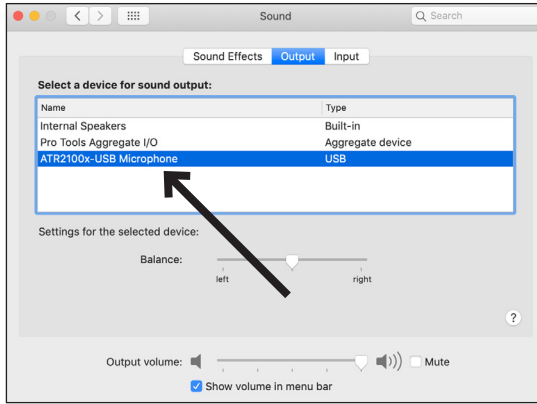 Sound
Search
Sound Effects Output Input
Select a device for sound output:
Name Type
Internal Speakers Built-in
Pro Tools Aggregate I/O Aggregate device
ATR2100x-USB Microphone USB
Settings for the selected device:
Balance:
left right
?
Output volume: Mute
Show volume in menu bar